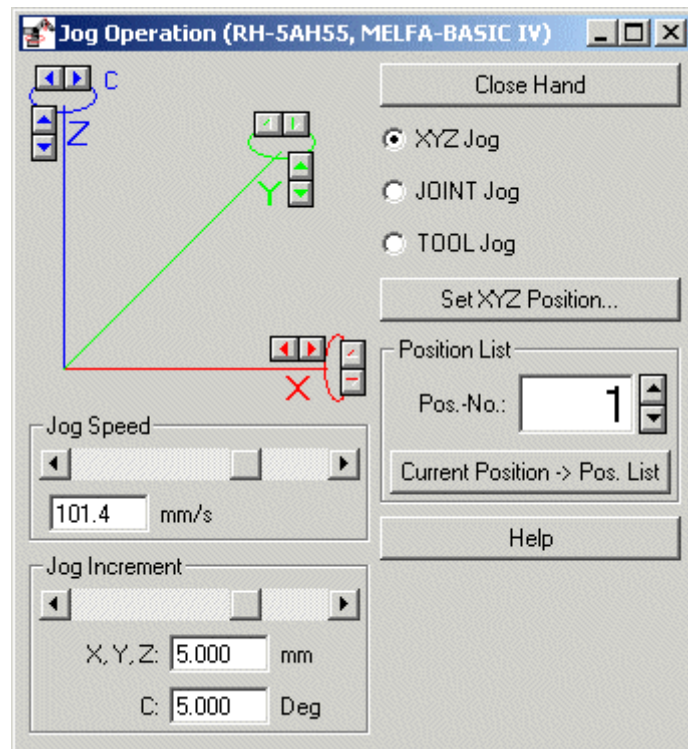 Jog Operation (RH-5AH55, MELFA-BASIC IV)
C
Z
Y
X
Close Hand
XYZ Jog
JOINT Jog
TOOL Jog
Set XYZ Position...
Position List
Pos.-No.: 1
Current Position -> Pos. List
Help
Jog Speed
101.4 mm/s
Jog Increment
X, Y, Z: 5.000 mm
C: 5.000 Deg